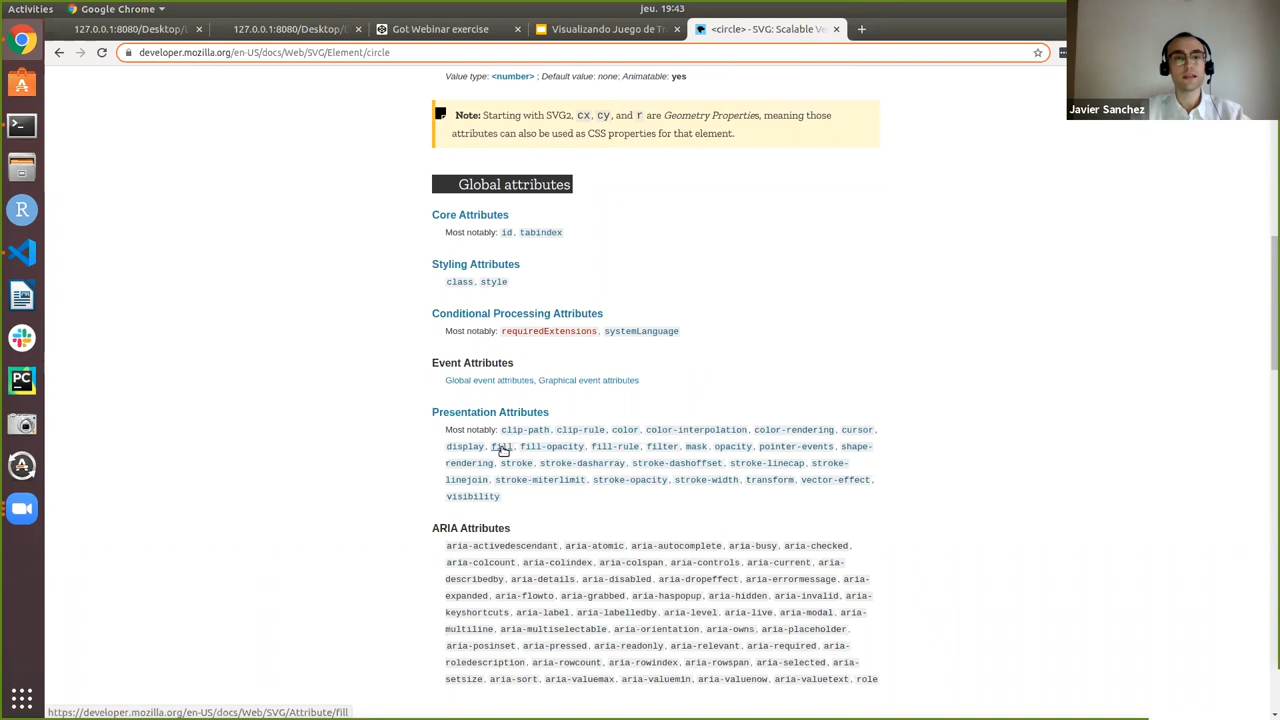 Activities
Google Chrome
jeu. 19:43
127.0.0.1:8080/Desktop/
127.0.0.1:8080/Desktop/
Got Webinar exercise
Visualizando Juego de Tr
<circle> - SVG: Scalable Ve
developer.mozilla.org/en-US/docs/Web/SVG/Element/circle
Javier Sanchez
Value type: <number> ; Default value: none; Animatable: yes
Note: Starting with SVG2, cx, cy, and r are Geometry Properties, meaning those
attributes can also be used as CSS properties for that element.
Global attributes
Core Attributes
Most notably: id, tabindex
Styling Attributes
class, style
Conditional Processing Attributes
Most notably: requiredExtensions, systemLanguage
Event Attributes
Global event attributes, Graphical event attributes
Presentation Attributes
Most notably: clip-path, clip-rule, color, color-interpolation, color-rendering, cursor,
display, fill, fill-opacity, fill-rule, filter, mask, opacity, pointer-events, shape-
rendering, stroke, stroke-dasharray, stroke-dashoffset, stroke-linecap, stroke-
linejoin, stroke-miterlimit, stroke-opacity, stroke-width, transform, vector-effect,
visibility
ARIA Attributes
aria-activedescendant, aria-atomic, aria-autocomplete, aria-busy, aria-checked,
aria-colcount, aria-colindex, aria-colspan, aria-controls, aria-current, aria-
describedby, aria-details, aria-disabled, aria-dropeffect, aria-errormessage, aria-
expanded, aria-flowto, aria-grabbed, aria-haspopup, aria-hidden, aria-invalid, aria-
keyshortcuts, aria-label, aria-labelledby, aria-level, aria-live, aria-modal, aria-
multiline, aria-multiselectable, aria-orientation, aria-owns, aria-placeholder,
aria-posinset, aria-pressed, aria-readonly, aria-relevant, aria-required, aria-
roledescription, aria-rowcount, aria-rowindex, aria-rowspan, aria-selected, aria-
setsize, aria-sort, aria-valuemax, aria-valuemin, aria-valuenow, aria-valuetext, role
https://developer.mozilla.org/en-US/docs/Web/SVG/Attribute/fill